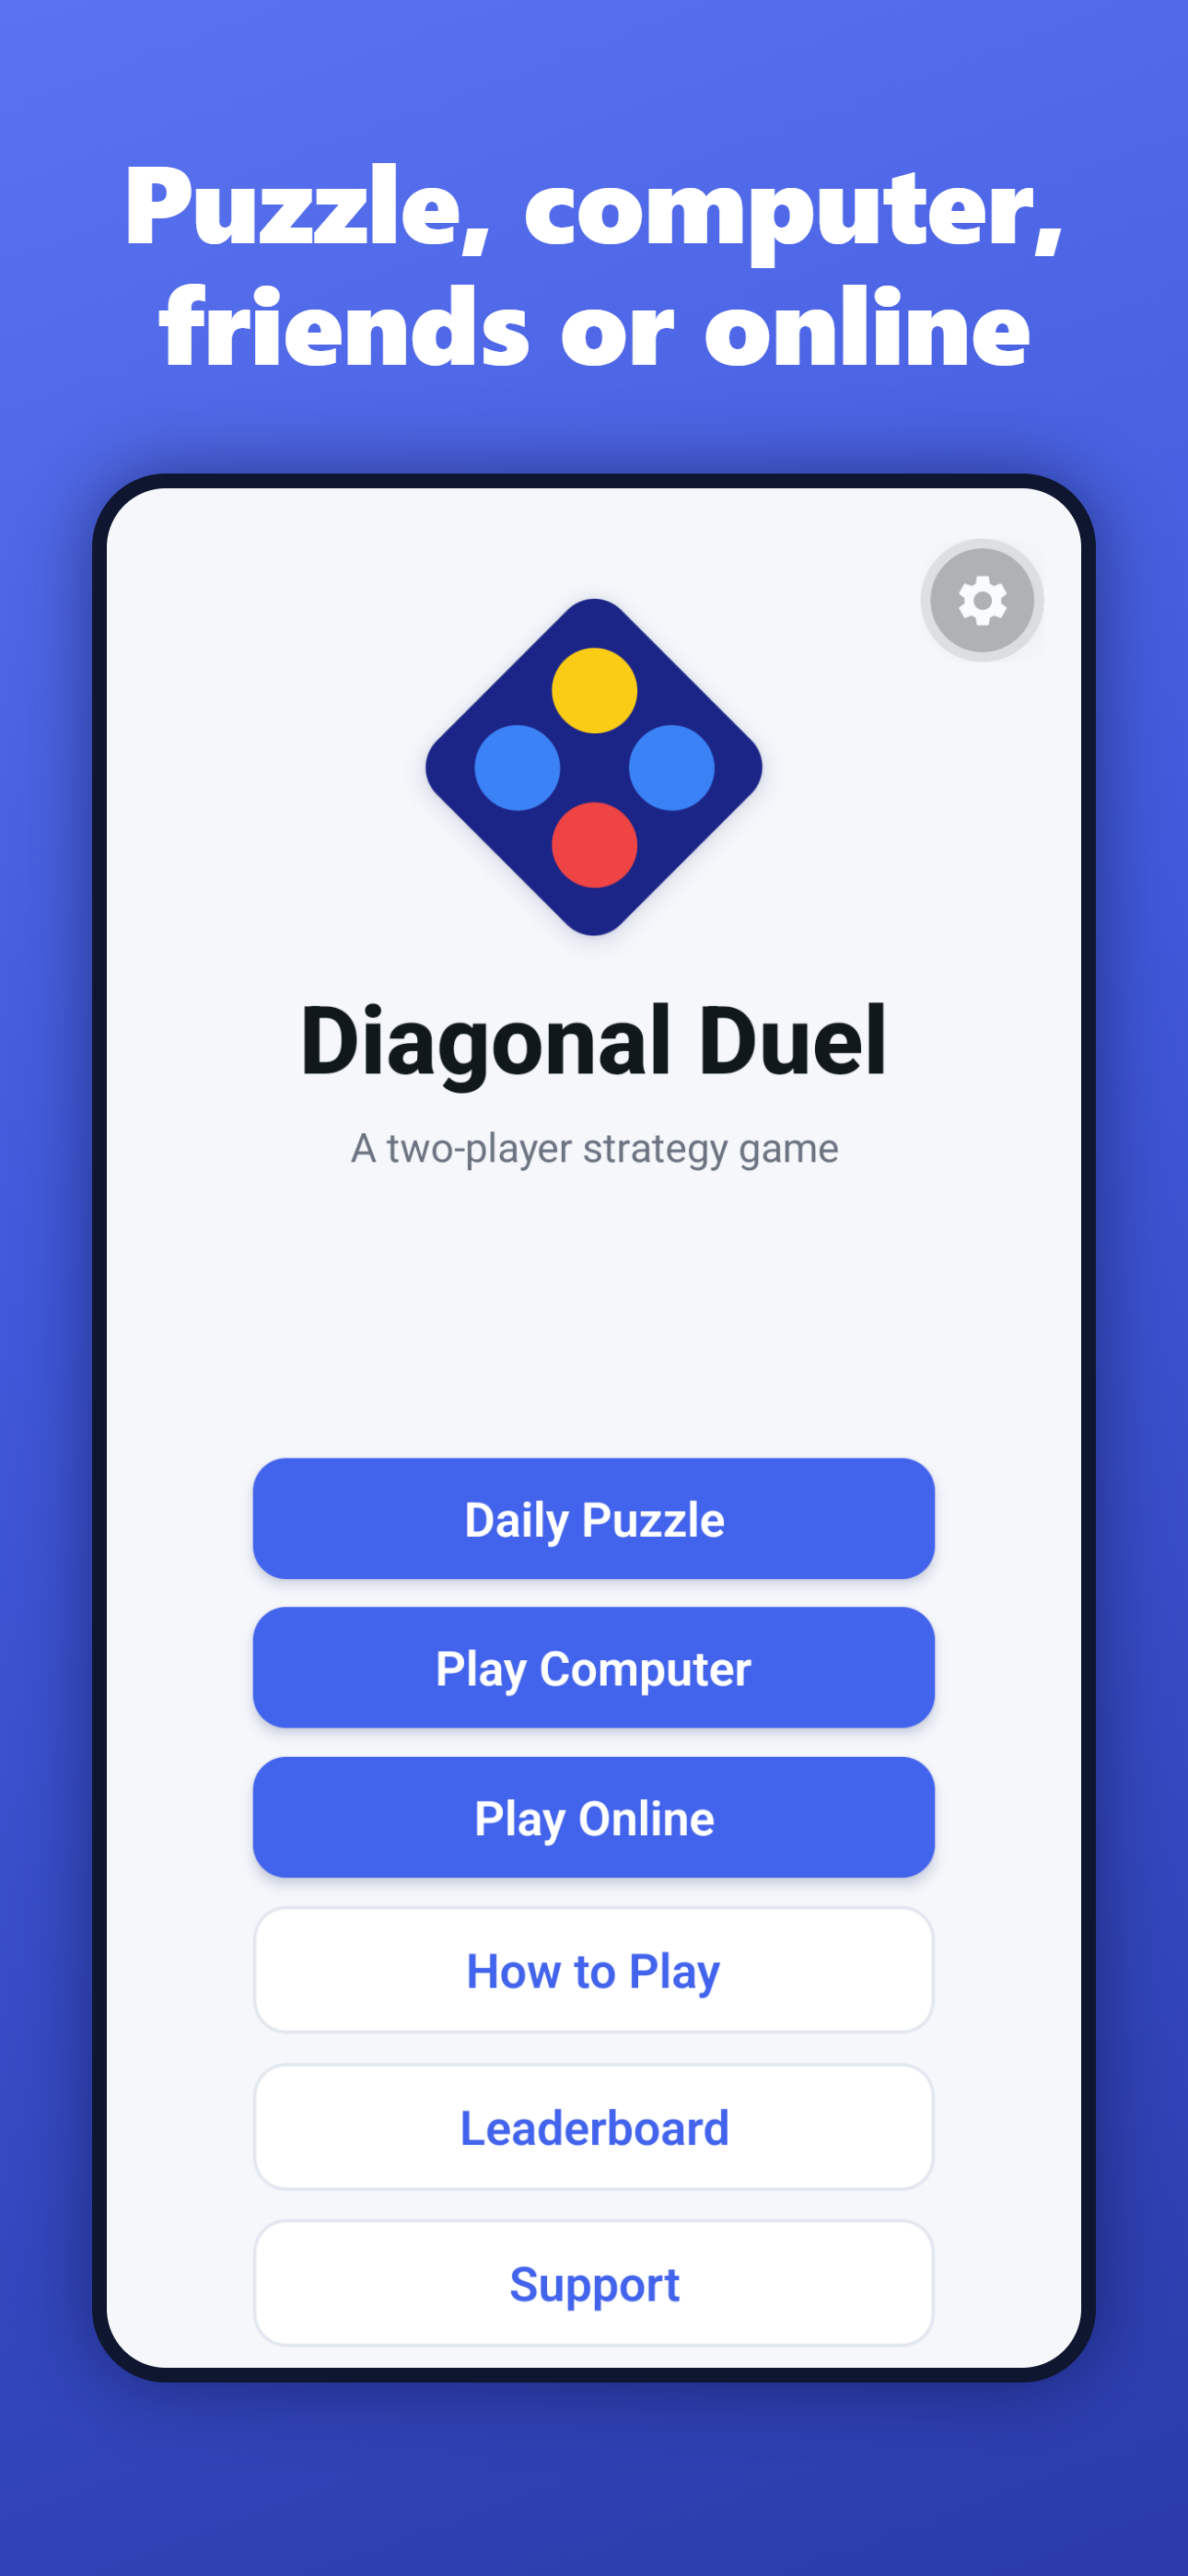 Puzzle, computer,
friends or online
Diagonal Duel
A two-player strategy game
Daily Puzzle
Play Computer
Play Online
How to Play
Leaderboard
Support